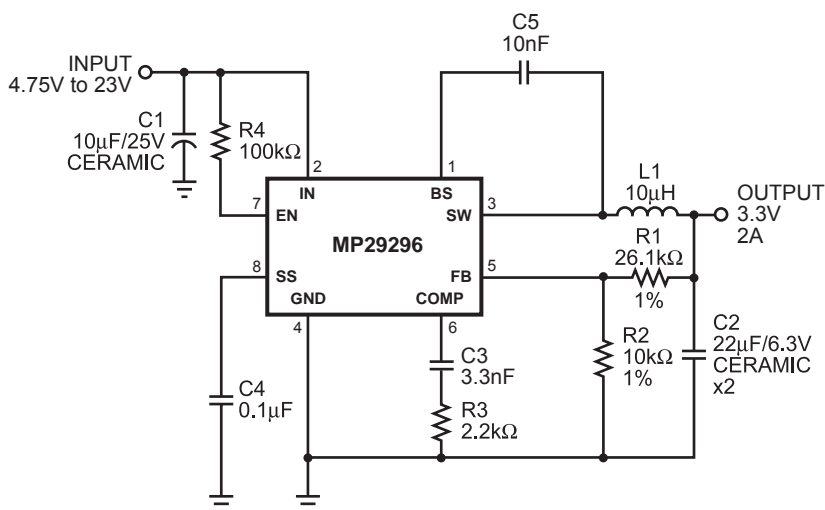 C5
10nF
INPUT
4.75V to 23V
C1
10μF/25V
CERAMIC
R4
100kΩ
2
1
IN
BS
L1
10μH
OUTPUT
3.3V
2A
7
EN
SW
3
MP29296
R1
26.1kΩ
1%
8
SS
FB
5
GND
COMP
4
6
R2
10kΩ
1%
C2
22μF/6.3V
CERAMIC
x2
C3
3.3nF
C4
0.1μF
R3
2.2kΩ